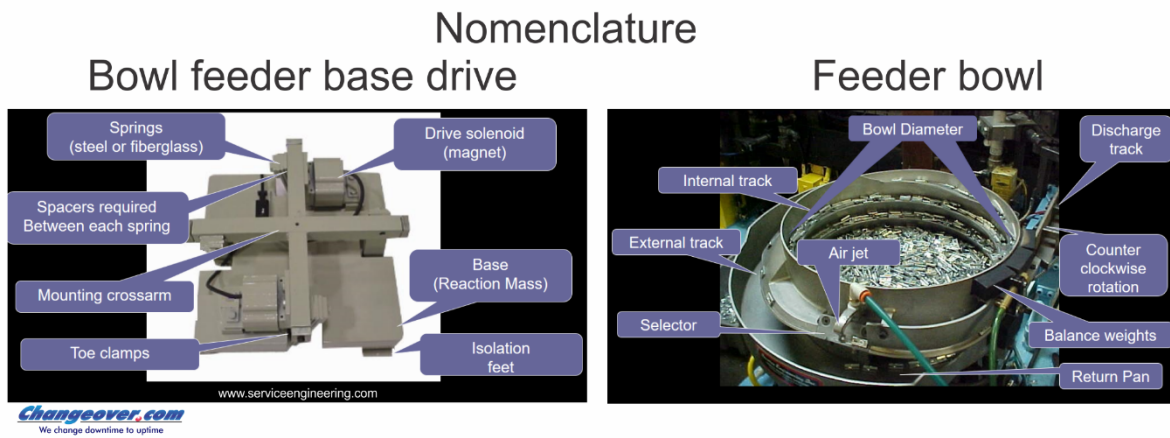 Nomenclature
Bowl feeder base drive
Feeder bowl
Springs
(steel or fiberglass)
Drive solenoid
(magnet)
Spacers required
Between each spring
Mounting crossarm
Base
(Reaction Mass)
Toe clamps
Isolation
feet
www.serviceengineering.com
Bowl Diameter
Discharge
track
Internal track
External track
Air jet
Counter
clockwise
rotation
Selector
Balance weights
Return Pan
Changeover.com
We change downtime to uptime